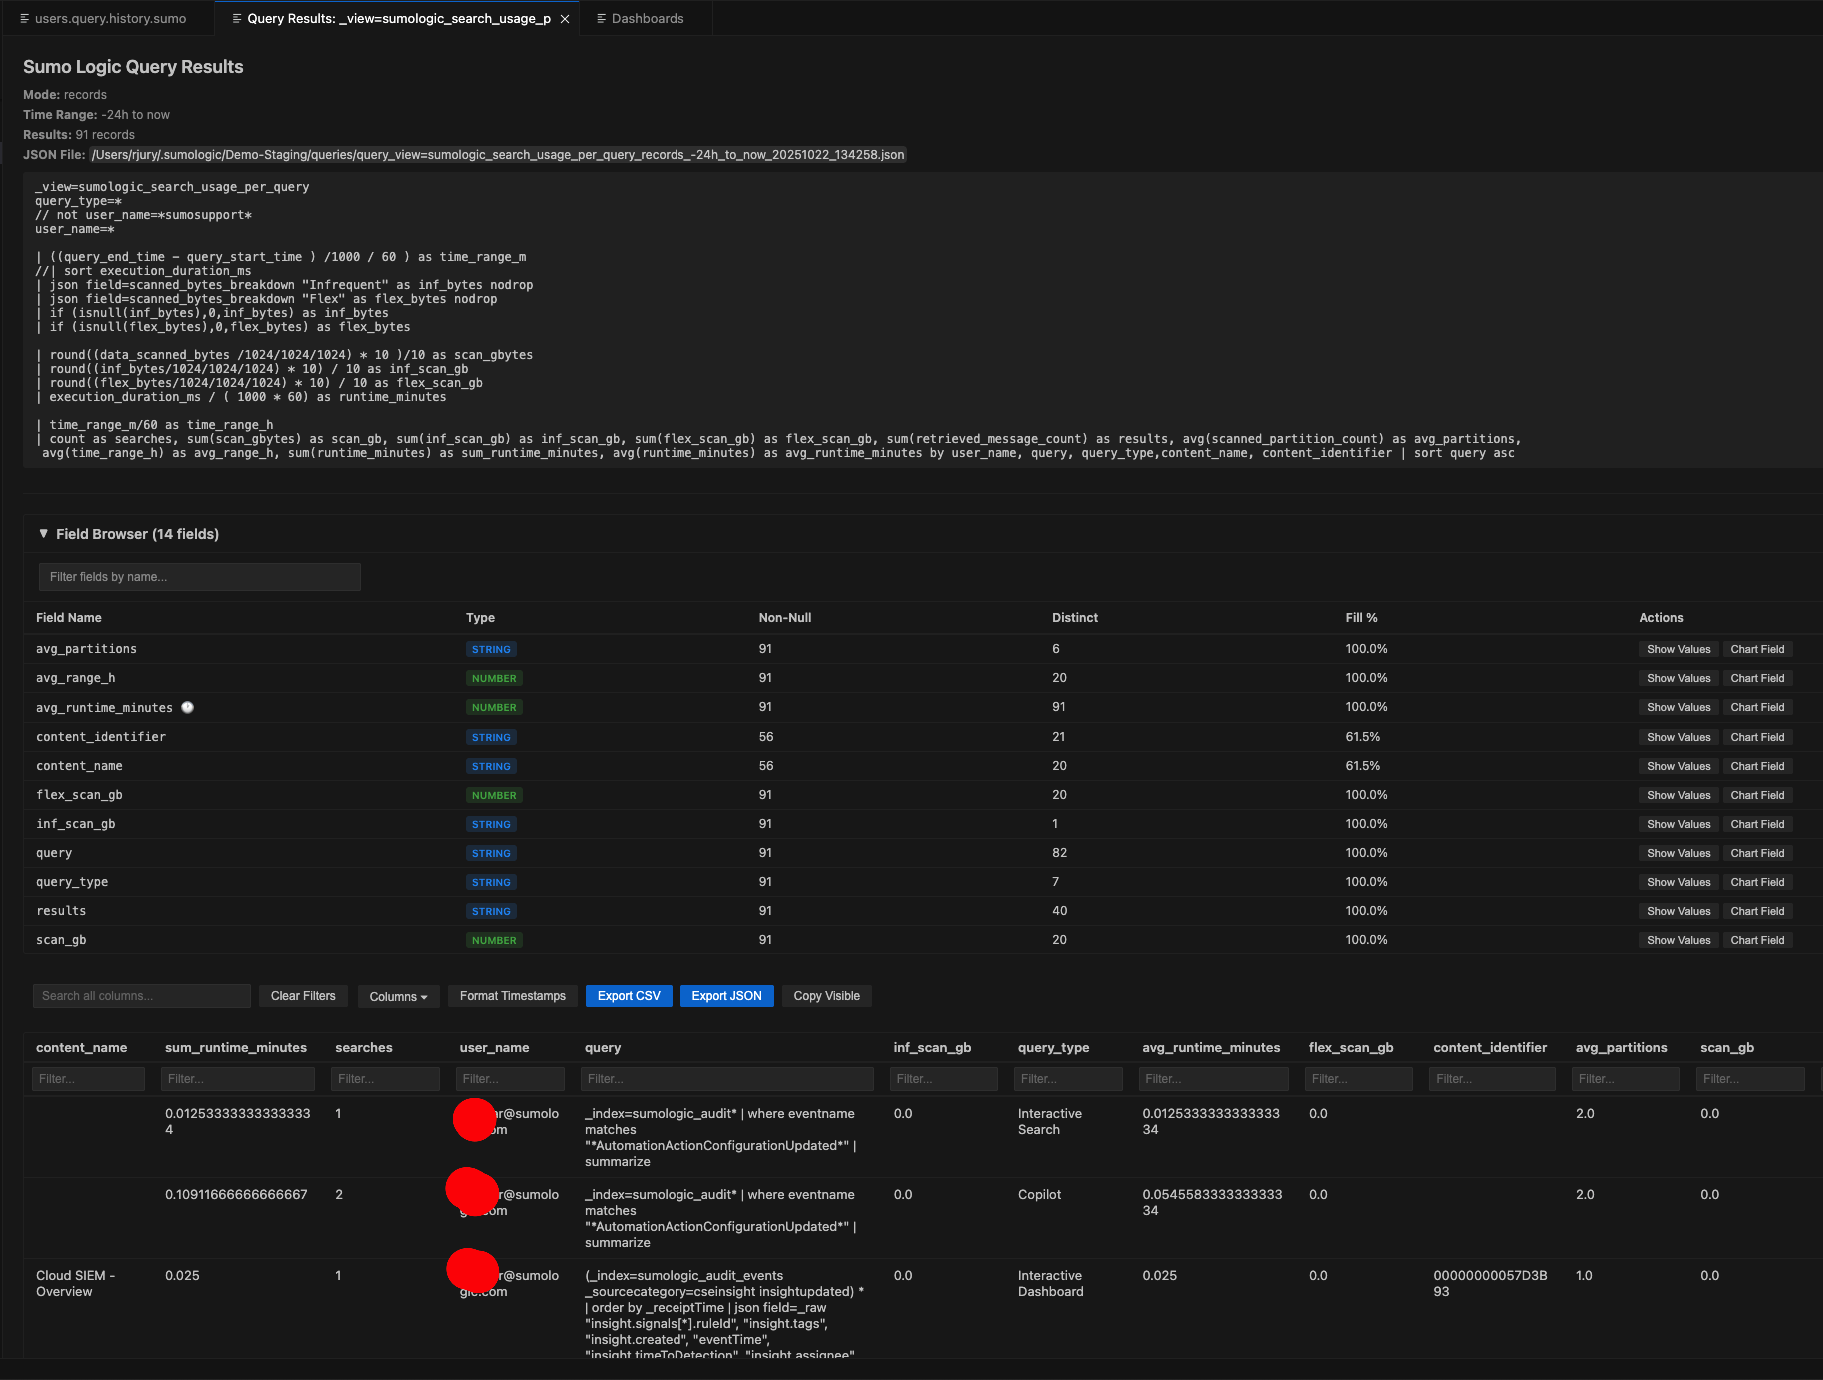 users.query.history.sumo
Query Results: _view=sumologic_search_usage_p
Dashboards
Sumo Logic Query Results
Mode: records
Time Range: -24h to now
Results: 91 records
JSON File: /Users/rjury/.sumologic/Demo-Staging/queries/query_view=sumologic_search_usage_per_query_records_-24h_to_now_20251022_134258.json
_view=sumologic_search_usage_per_query
query_type=*
// not user_name=*sumosupport*
user_name=*
| ((query_end_time - query_start_time ) /1000 / 60 ) as time_range_m
//| sort execution_duration_ms
| json field=scanned_bytes_breakdown "Infrequent" as inf_bytes nodrop
| json field=scanned_bytes_breakdown "Flex" as flex_bytes nodrop
| if (isnull(inf_bytes),0,inf_bytes) as inf_bytes
| if (isnull(flex_bytes),0,flex_bytes) as flex_bytes
| round((data_scanned_bytes /1024/1024/1024) * 10 )/10 as scan_gbytes
| round((inf_bytes/1024/1024/1024) * 10) / 10 as inf_scan_gb
| round((flex_bytes/1024/1024/1024) * 10) / 10 as flex_scan_gb
| execution_duration_ms / ( 1000 * 60) as runtime_minutes
| time_range_m/60 as time_range_h
| count as searches, sum(scan_gbytes) as scan_gb, sum(inf_scan_gb) as inf_scan_gb, sum(flex_scan_gb) as flex_scan_gb, sum(retrieved_message_count) as results, avg(scanned_partition_count) as avg_partitions,
avg(time_range_h) as avg_range_h, sum(runtime_minutes) as sum_runtime_minutes, avg(runtime_minutes) as avg_runtime_minutes by user_name, query, query_type,content_name, content_identifier | sort query asc
▼ Field Browser (14 fields)
Filter fields by name...
Field Name Type Non-Null Distinct Fill % Actions
avg_partitions STRING 91 6 100.0% Show Values Chart Field
avg_range_h NUMBER 91 20 100.0% Show Values Chart Field
avg_runtime_minutes NUMBER 91 91 100.0% Show Values Chart Field
content_identifier STRING 56 21 61.5% Show Values Chart Field
content_name STRING 56 20 61.5% Show Values Chart Field
flex_scan_gb NUMBER 91 20 100.0% Show Values Chart Field
inf_scan_gb STRING 91 1 100.0% Show Values Chart Field
query STRING 91 82 100.0% Show Values Chart Field
query_type STRING 91 7 100.0% Show Values Chart Field
results STRING 91 40 100.0% Show Values Chart Field
scan_gb NUMBER 91 20 100.0% Show Values Chart Field
Search all columns... Clear Filters Columns Format Timestamps Export CSV Export JSON Copy Visible
content_name sum_runtime_minutes searches user_name query inf_scan_gb query_type avg_runtime_minutes flex_scan_gb content_identifier avg_partitions scan_gb
Filter... Filter... Filter... Filter... Filter... Filter... Filter... Filter... Filter... Filter... Filter... Filter...
0.01253333333333333 1 r@sumolo _index=sumologic_audit* | where eventname 0.0 Interactive 0.0125333333333333 0.0 2.0 0.0
4 om matches Search 34
"*AutomationActionConfigurationUpdated*" |
summarize
0.10911666666666667 2 r@sumolo _index=sumologic_audit* | where eventname 0.0 Copilot 0.0545583333333333 0.0 2.0 0.0
om matches 34
"*AutomationActionConfigurationUpdated*" |
summarize
Cloud SIEM - 0.025 1 r@sumolo (_index=sumologic_audit_events 0.0 Interactive 0.025 0.0 00000000057D3B 1.0 0.0
Overview gic.com _sourcecategory=cseinsight insightupdated) * Dashboard 93
| order by _receiptTime | json field=_raw
"insight.signals[*].ruleId", "insight.tags",
"insight.created", "eventTime",
"insight.timeToDetection", "insight.assignee"